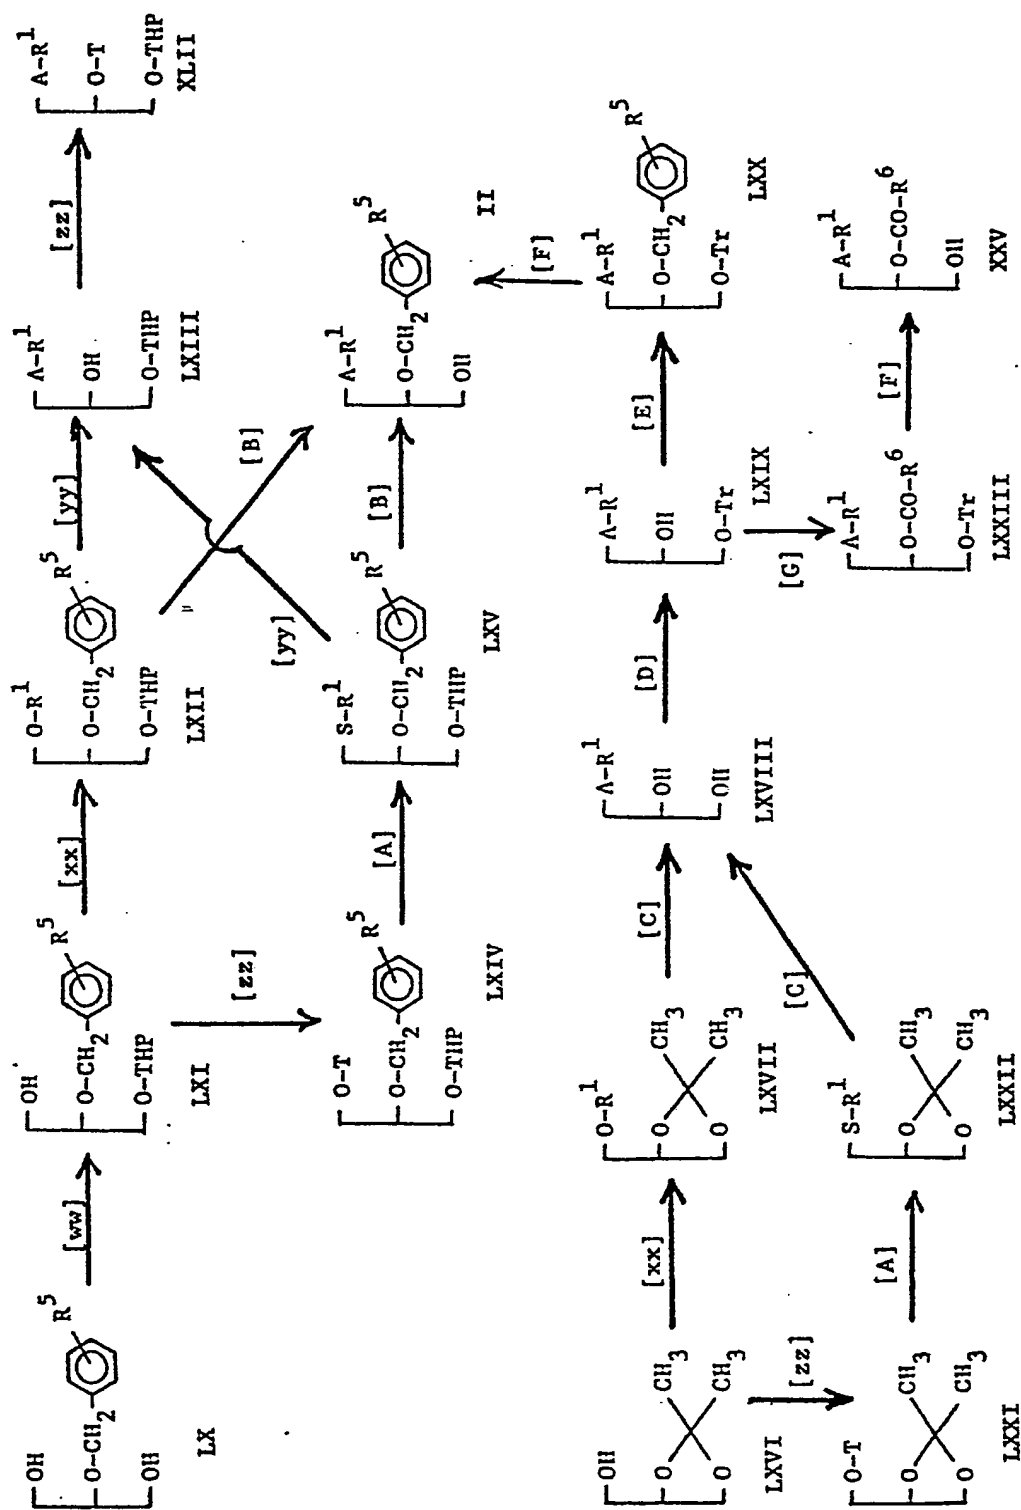 OH
O-CH2 R5
OH
LX
[ww]
OH
O-CH2 R5
O-THP
LXI
[xx]
O-R1
O-CH2 R5
O-THP
LXII
[yy]
A-R1
OH
O-THP
LXIII
[zz]
A-R1
O-T
O-THP
XLII
[zz]
O-T
O-CH2 R5
O-THP
LXIV
[A]
S-R1
O-CH2 R5
O-THP
LXV
[yy]
[B]
[B]
A-R1
O-CH2 R5
OH
II
OH
O CH3
O CH3
LXVI
[xx]
O-R1
O CH3
O CH3
LXVII
[C]
A-R1
OH
OH
LXVIII
[D]
A-R1
OH
O-Tr
LXIX
[E]
A-R1
O-CH2 R5
O-Tr
LXX
[F]
[zz]
O-T
O CH3
O CH3
LXXI
[A]
S-R1
O CH3
O CH3
LXXII
[C]
[G]
A-R1
O-CO-R6
O-Tr
LXXIII
[F]
A-R1
O-CO-R6
OH
XXV